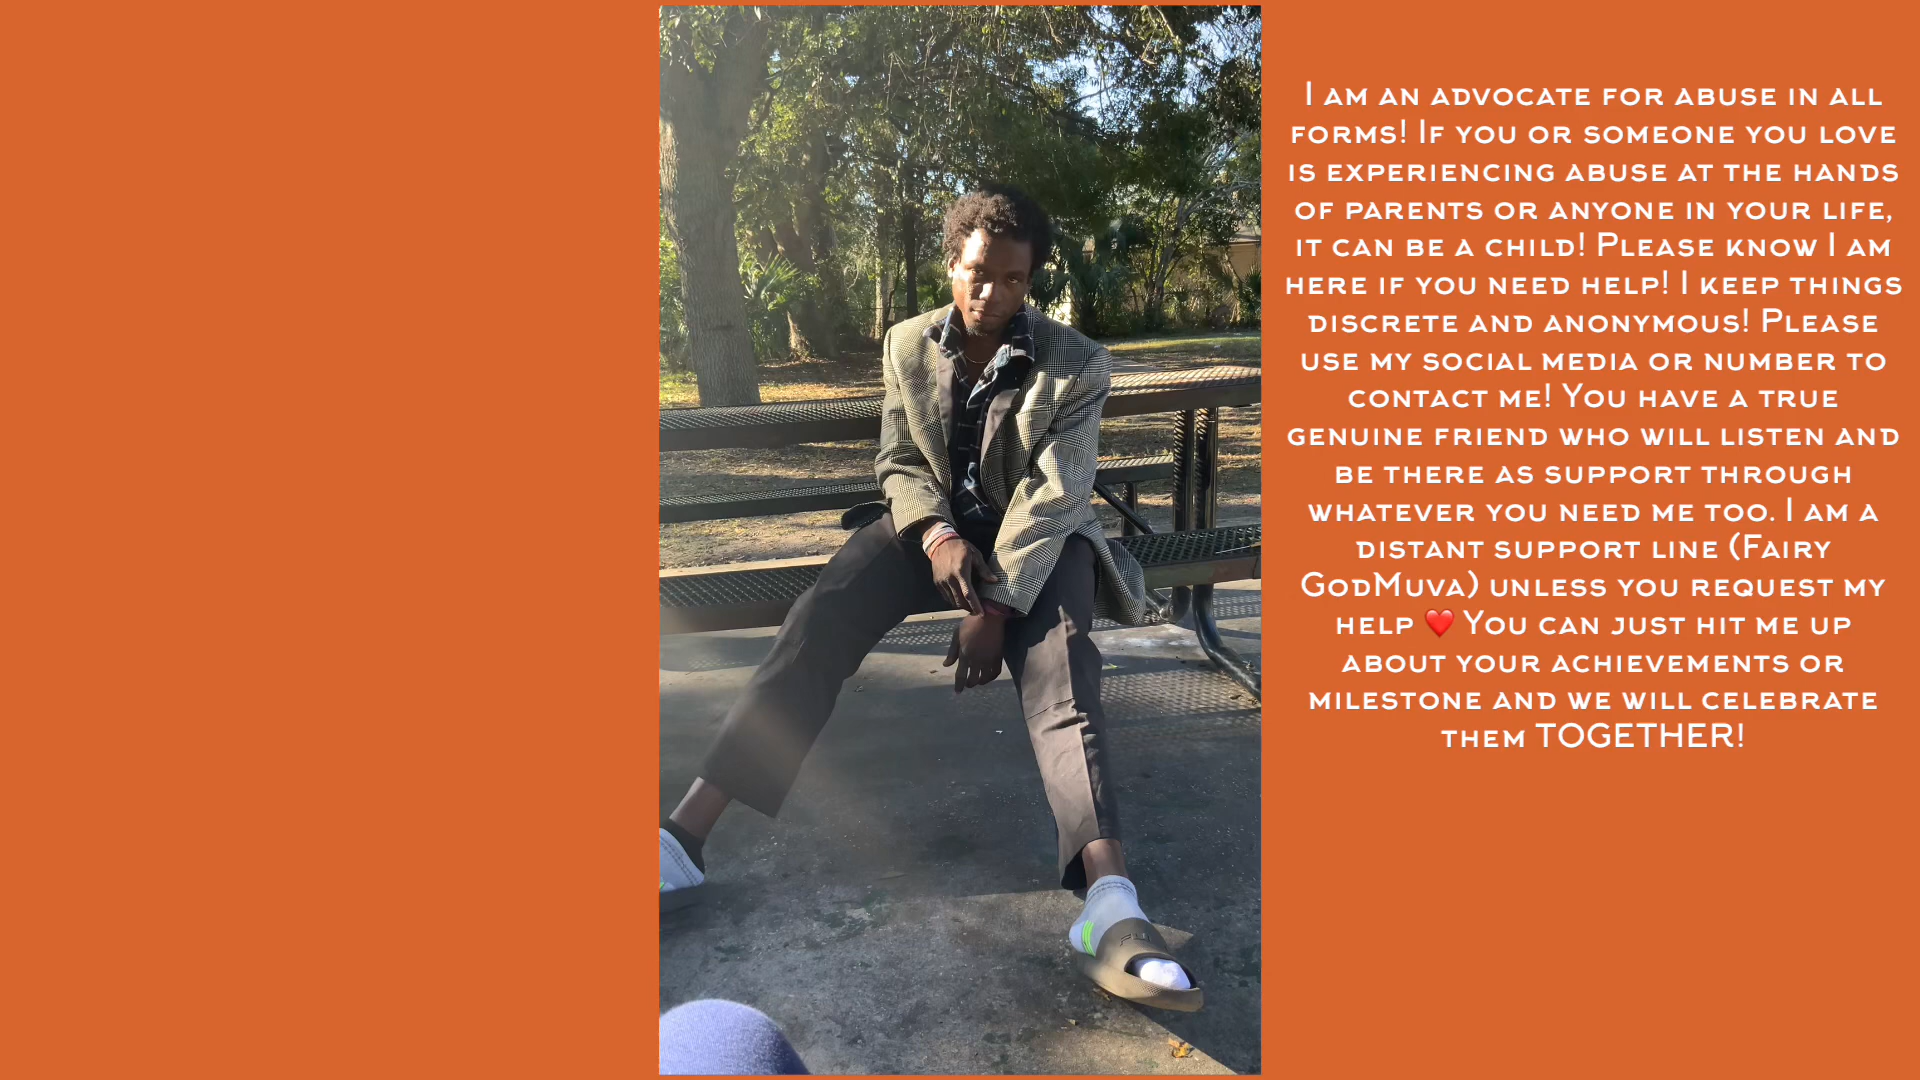 I am an advocate for abuse in all
forms! If you or someone you love
is experiencing abuse at the hands
of parents or anyone in your life,
it can be a child! Please know I am
here if you need help! I keep things
discrete and anonymous! Please
use my social media or number to
contact me! You have a true
genuine friend who will listen and
be there as support through
whatever you need me too. I am a
distant support line (Fairy
GodMuva) unless you request my
help ❤️ You can just hit me up
about your achievements or
milestone and we will celebrate
them TOGETHER!